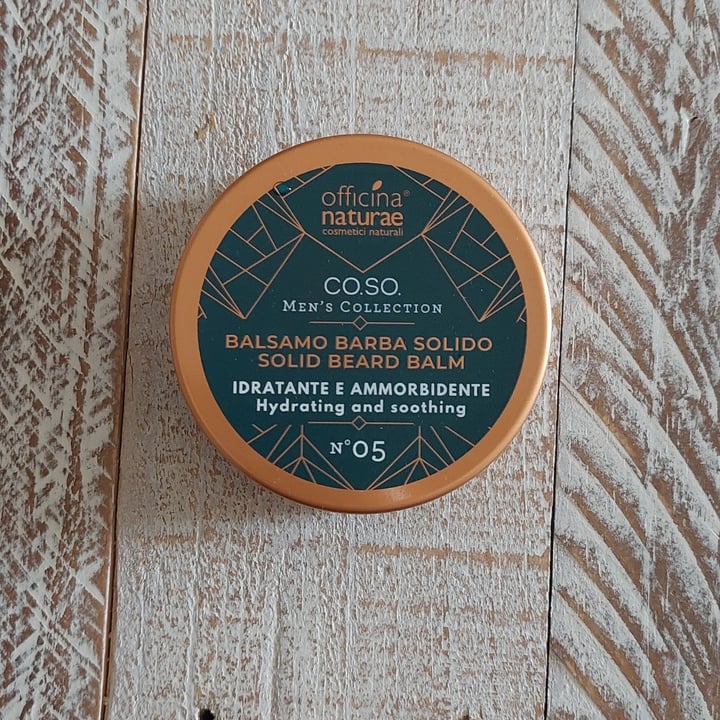 officina®
naturae
cosmetici naturali
CO.SO.
MEN'S COLLECTION
BALSAMO BARBA SOLIDO
SOLID BEARD BALM
IDRATANTE E AMMORBIDENTE
Hydrating and soothing
N°05